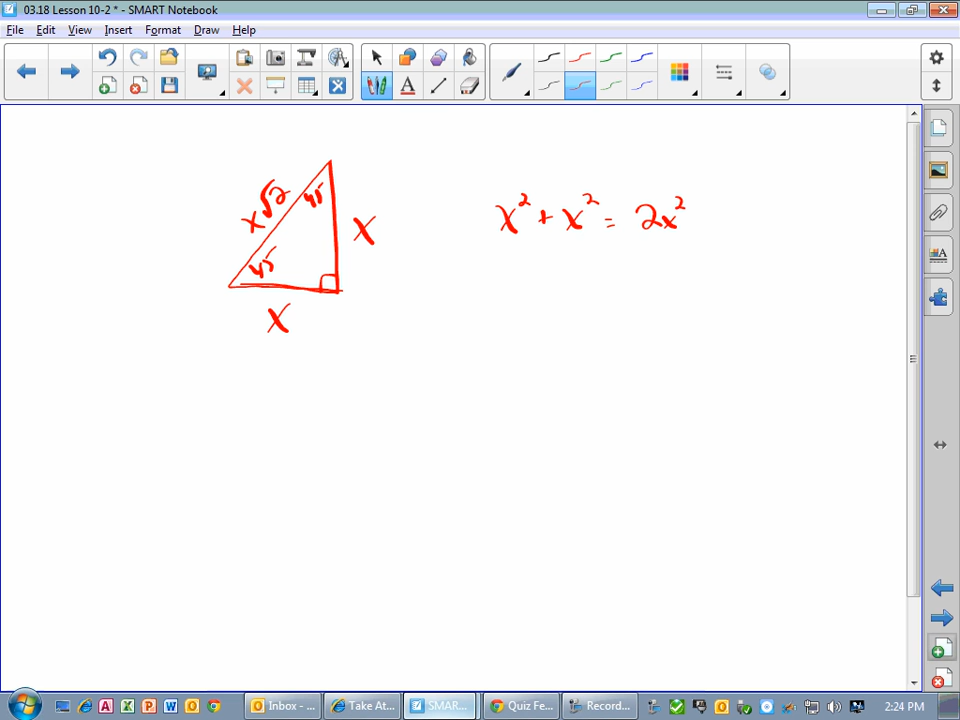 03.18 Lesson 10-2 * - SMART Notebook
File Edit View Insert Format Draw Help
x√2
45
x
45
x
x² + x² = 2x²
Inbox - ...
Take At...
SMAR...
Quiz Fe...
Record...
2:24 PM